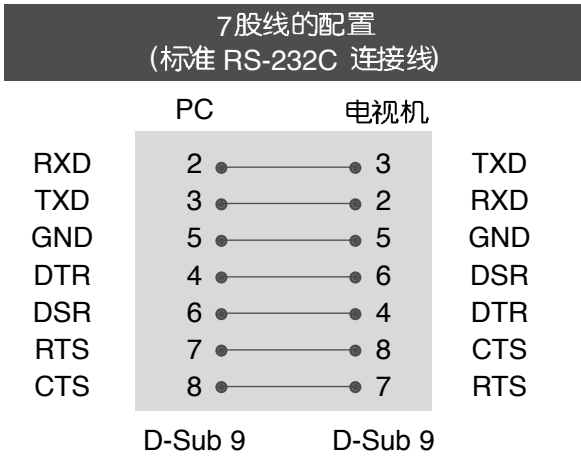 7股线的配置
(标准 RS-232C 连接线)
PC 电视机
RXD 2 3 TXD
TXD 3 2 RXD
GND 5 5 GND
DTR 4 6 DSR
DSR 6 4 DTR
RTS 7 8 CTS
CTS 8 7 RTS
D-Sub 9 D-Sub 9